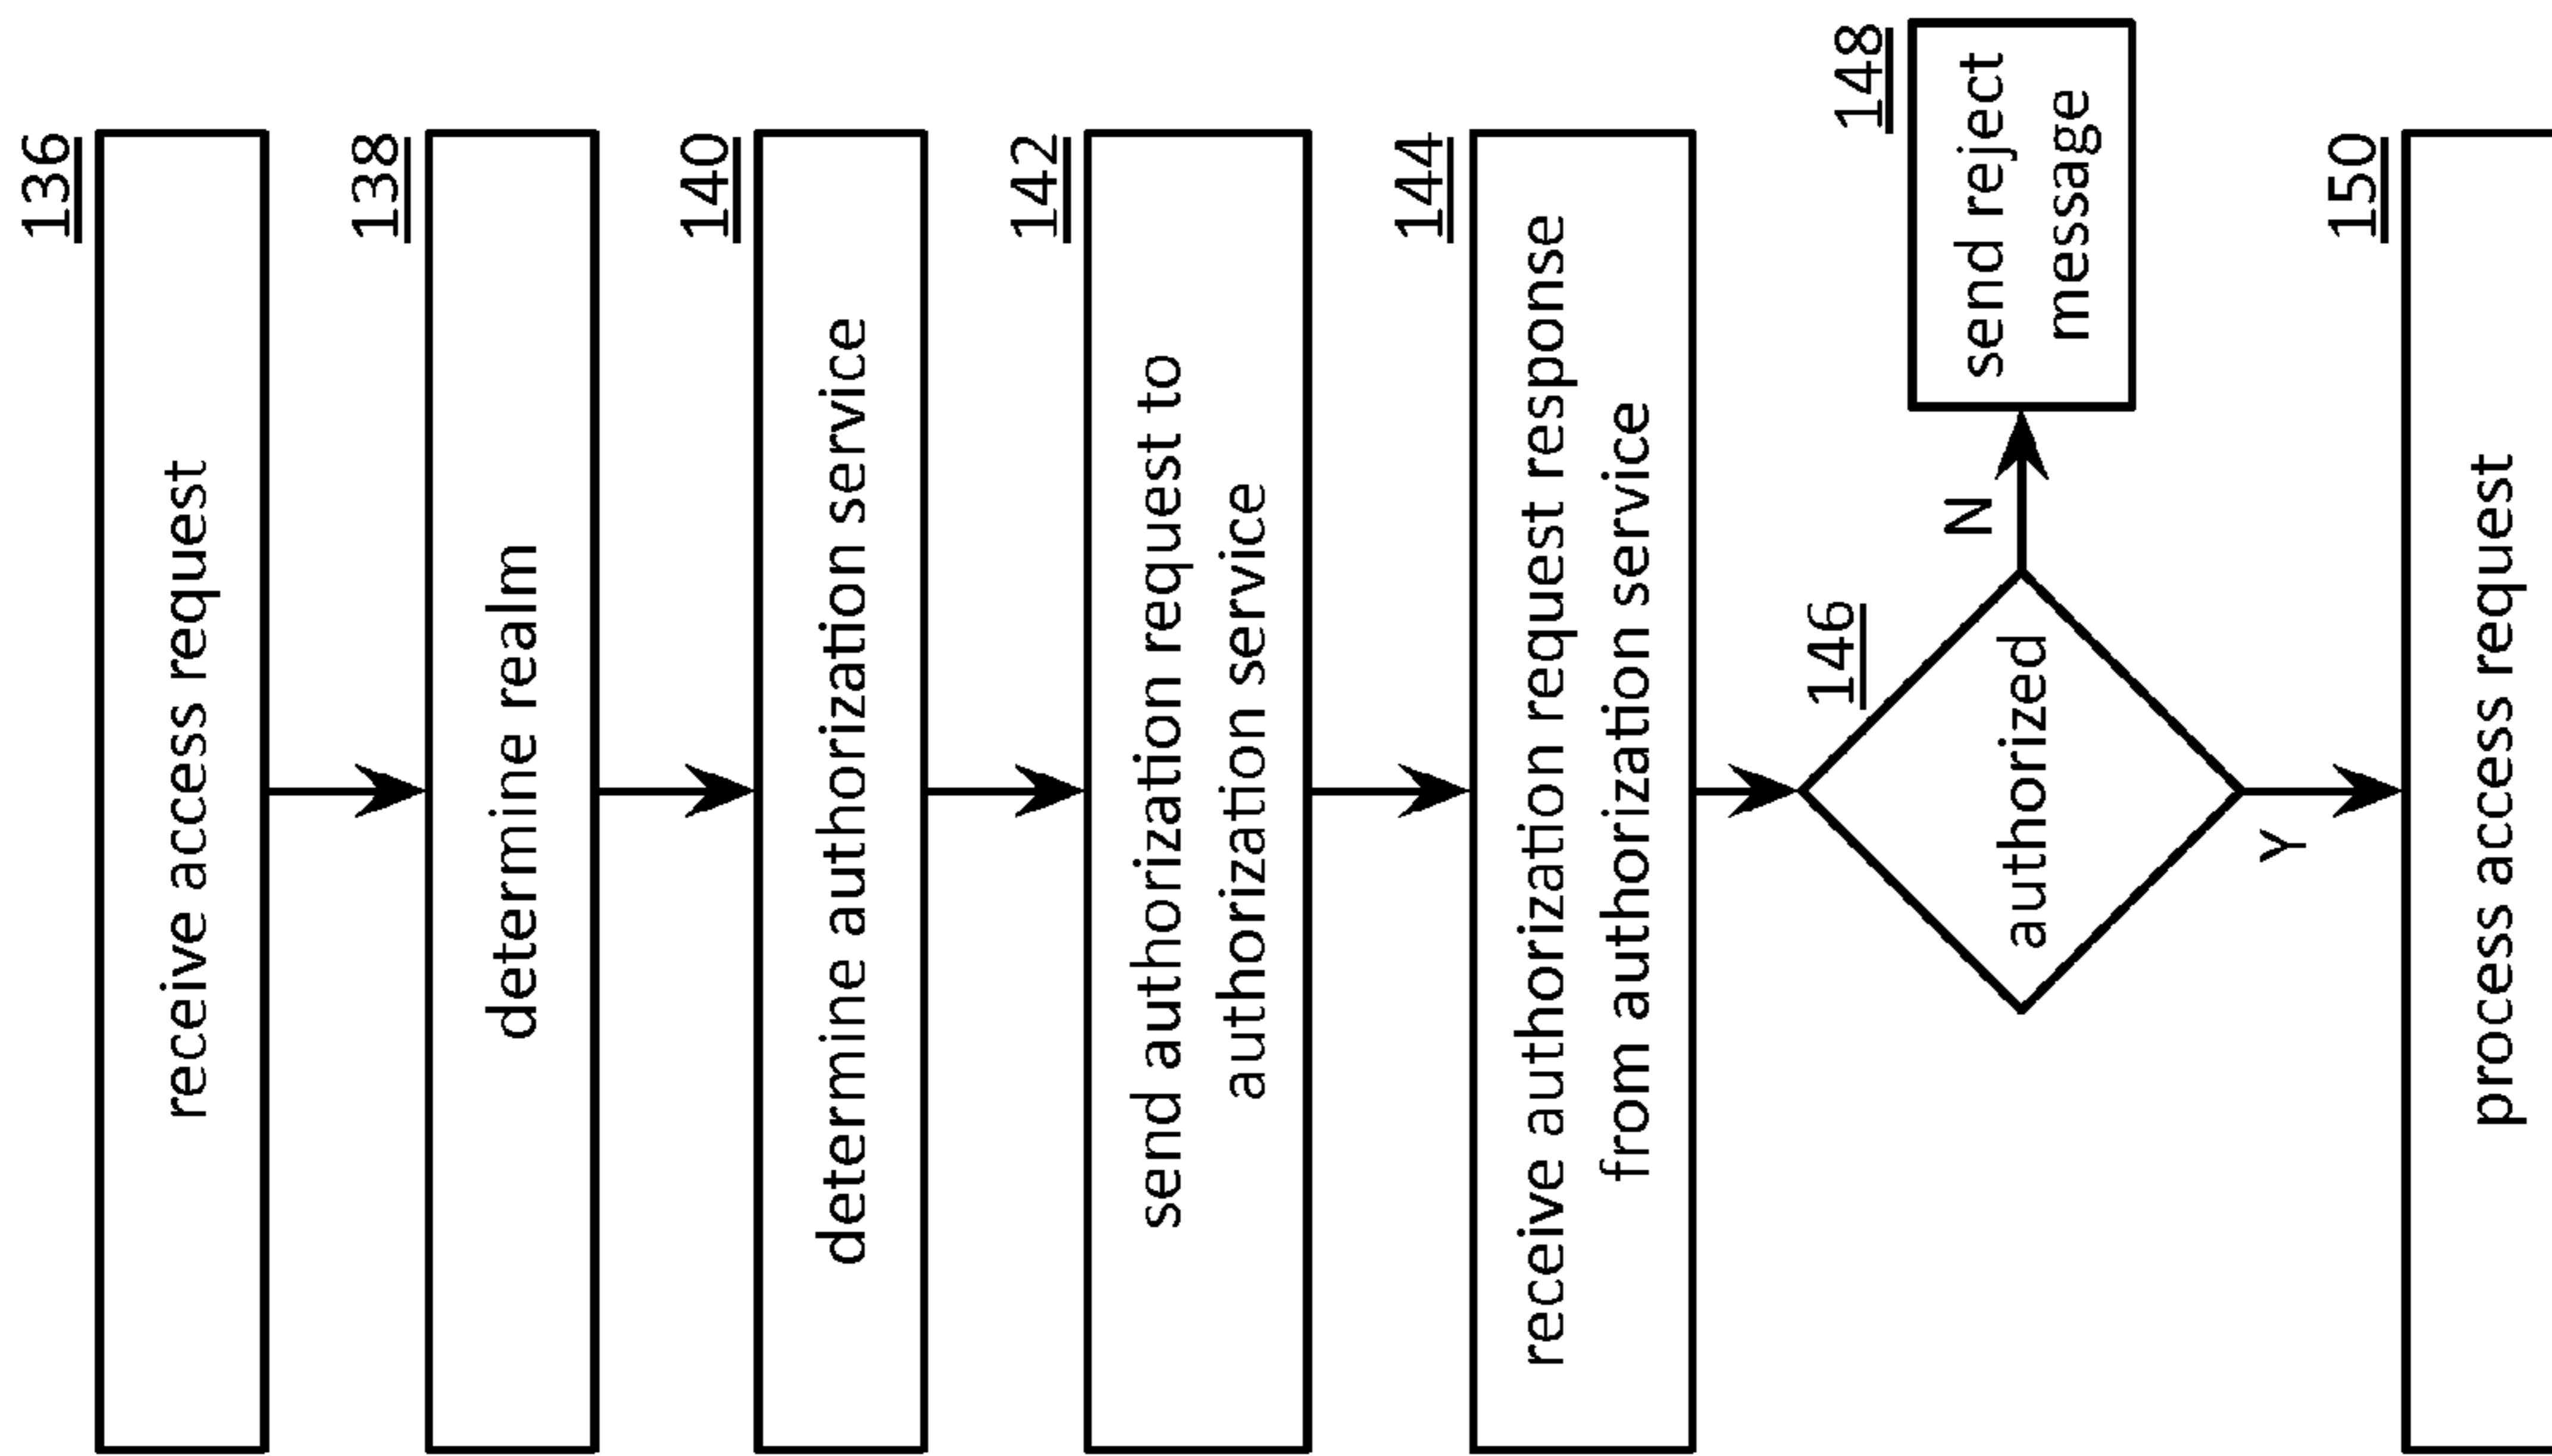 136
receive access request
138
determine realm
140
determine authorization service
142
send authorization request to
authorization service
144
receive authorization request response
from authorization service
146
authorized
N
148
send reject
message
Y
150
process access request